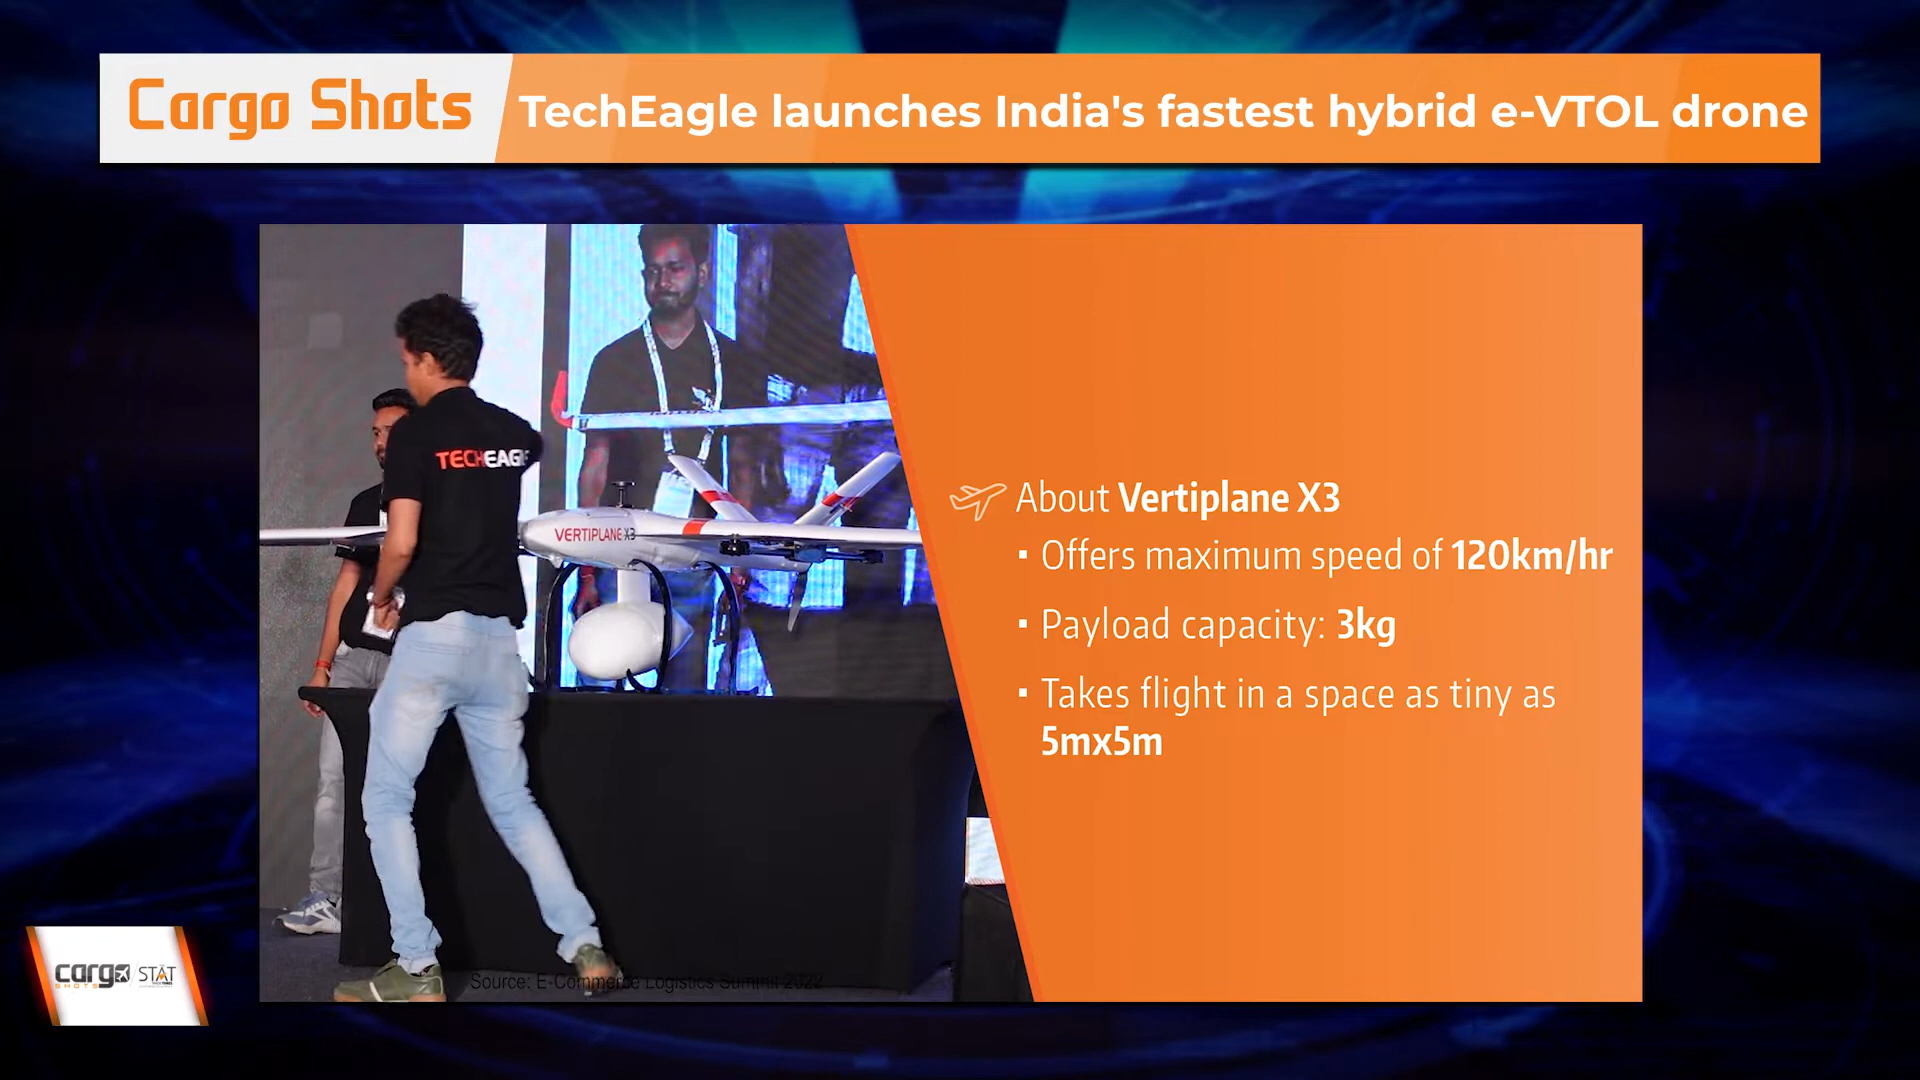 Cargo Shots
TechEagle launches India's fastest hybrid e-VTOL drone
TECHEAGLE
VERTIPLANE X3
About Vertiplane X3
▪ Offers maximum speed of 120km/hr
▪ Payload capacity: 3kg
▪ Takes flight in a space as tiny as
5mx5m
Source: E-Commerce Logistics Summit 2022
cargo
SHOTS
STAT